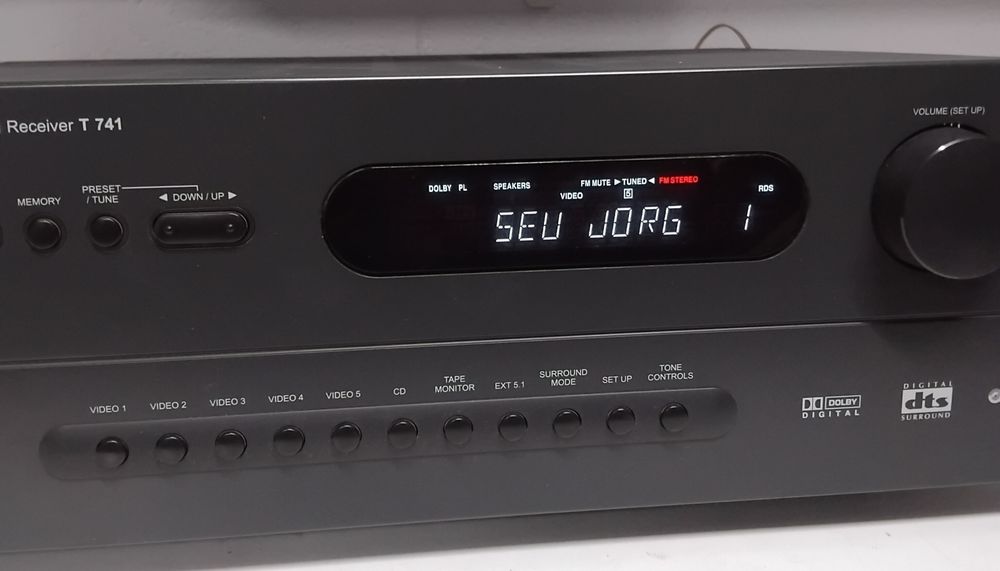 Receiver T 741
VOLUME (SET UP)
MEMORY
PRESET
/ TUNE
◄ DOWN / UP ►
DOLBY PL SPEAKERS FM MUTE ►TUNED◄ FM STEREO RDS
VIDEO 5
SEU JORG 1
VIDEO 1
VIDEO 2
VIDEO 3
VIDEO 4
VIDEO 5
CD
TAPE
MONITOR
EXT 5.1
SURROUND
MODE
SET UP
TONE
CONTROLS
DOLBY
DIGITAL
DIGITAL
dts
SURROUND